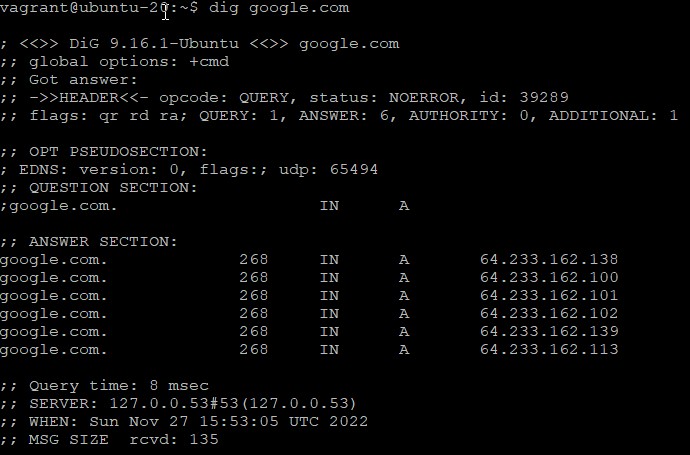 vagrant@ubuntu-20:~$ dig google.com
; <<>> DiG 9.16.1-Ubuntu <<>> google.com
;; global options: +cmd
;; Got answer:
;; ->>HEADER<<- opcode: QUERY, status: NOERROR, id: 39289
;; flags: qr rd ra; QUERY: 1, ANSWER: 6, AUTHORITY: 0, ADDITIONAL: 1
;; OPT PSEUDOSECTION:
; EDNS: version: 0, flags:; udp: 65494
;; QUESTION SECTION:
;google.com. IN A
;; ANSWER SECTION:
google.com. 268 IN A 64.233.162.138
google.com. 268 IN A 64.233.162.100
google.com. 268 IN A 64.233.162.101
google.com. 268 IN A 64.233.162.102
google.com. 268 IN A 64.233.162.139
google.com. 268 IN A 64.233.162.113
;; Query time: 8 msec
;; SERVER: 127.0.0.53#53(127.0.0.53)
;; WHEN: Sun Nov 27 15:53:05 UTC 2022
;; MSG SIZE rcvd: 135